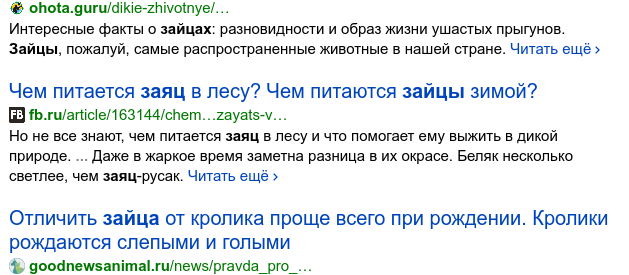 ohota.guru/dikie-zhivotnye/…
Интересные факты о зайцах: разновидности и образ жизни ушастых прыгунов.
Зайцы, пожалуй, самые распространенные животные в нашей стране. Читать ещё ›
Чем питается заяц в лесу? Чем питаются зайцы зимой?
FB fb.ru/article/163144/chem…zayats-v…
Но не все знают, чем питается заяц в лесу и что помогает ему выжить в дикой
природе. ... Даже в жаркое время заметна разница в их окрасе. Беляк несколько
светлее, чем заяц-русак. Читать ещё ›
Отличить зайца от кролика проще всего при рождении. Кролики
рождаются слепыми и голыми
goodnewsanimal.ru/news/pravda_pro_…